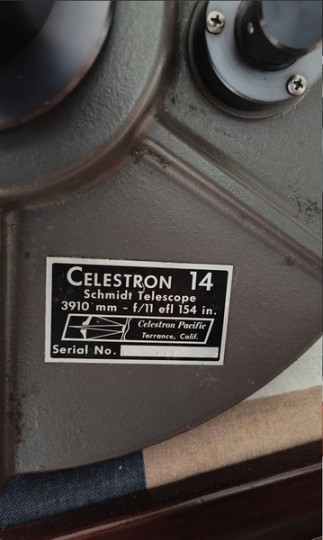 CELESTRON 14
Schmidt Telescope
3910 mm - f/11 efl 154 in.
Celestron Pacific
Torrance, Calif.
Serial No.